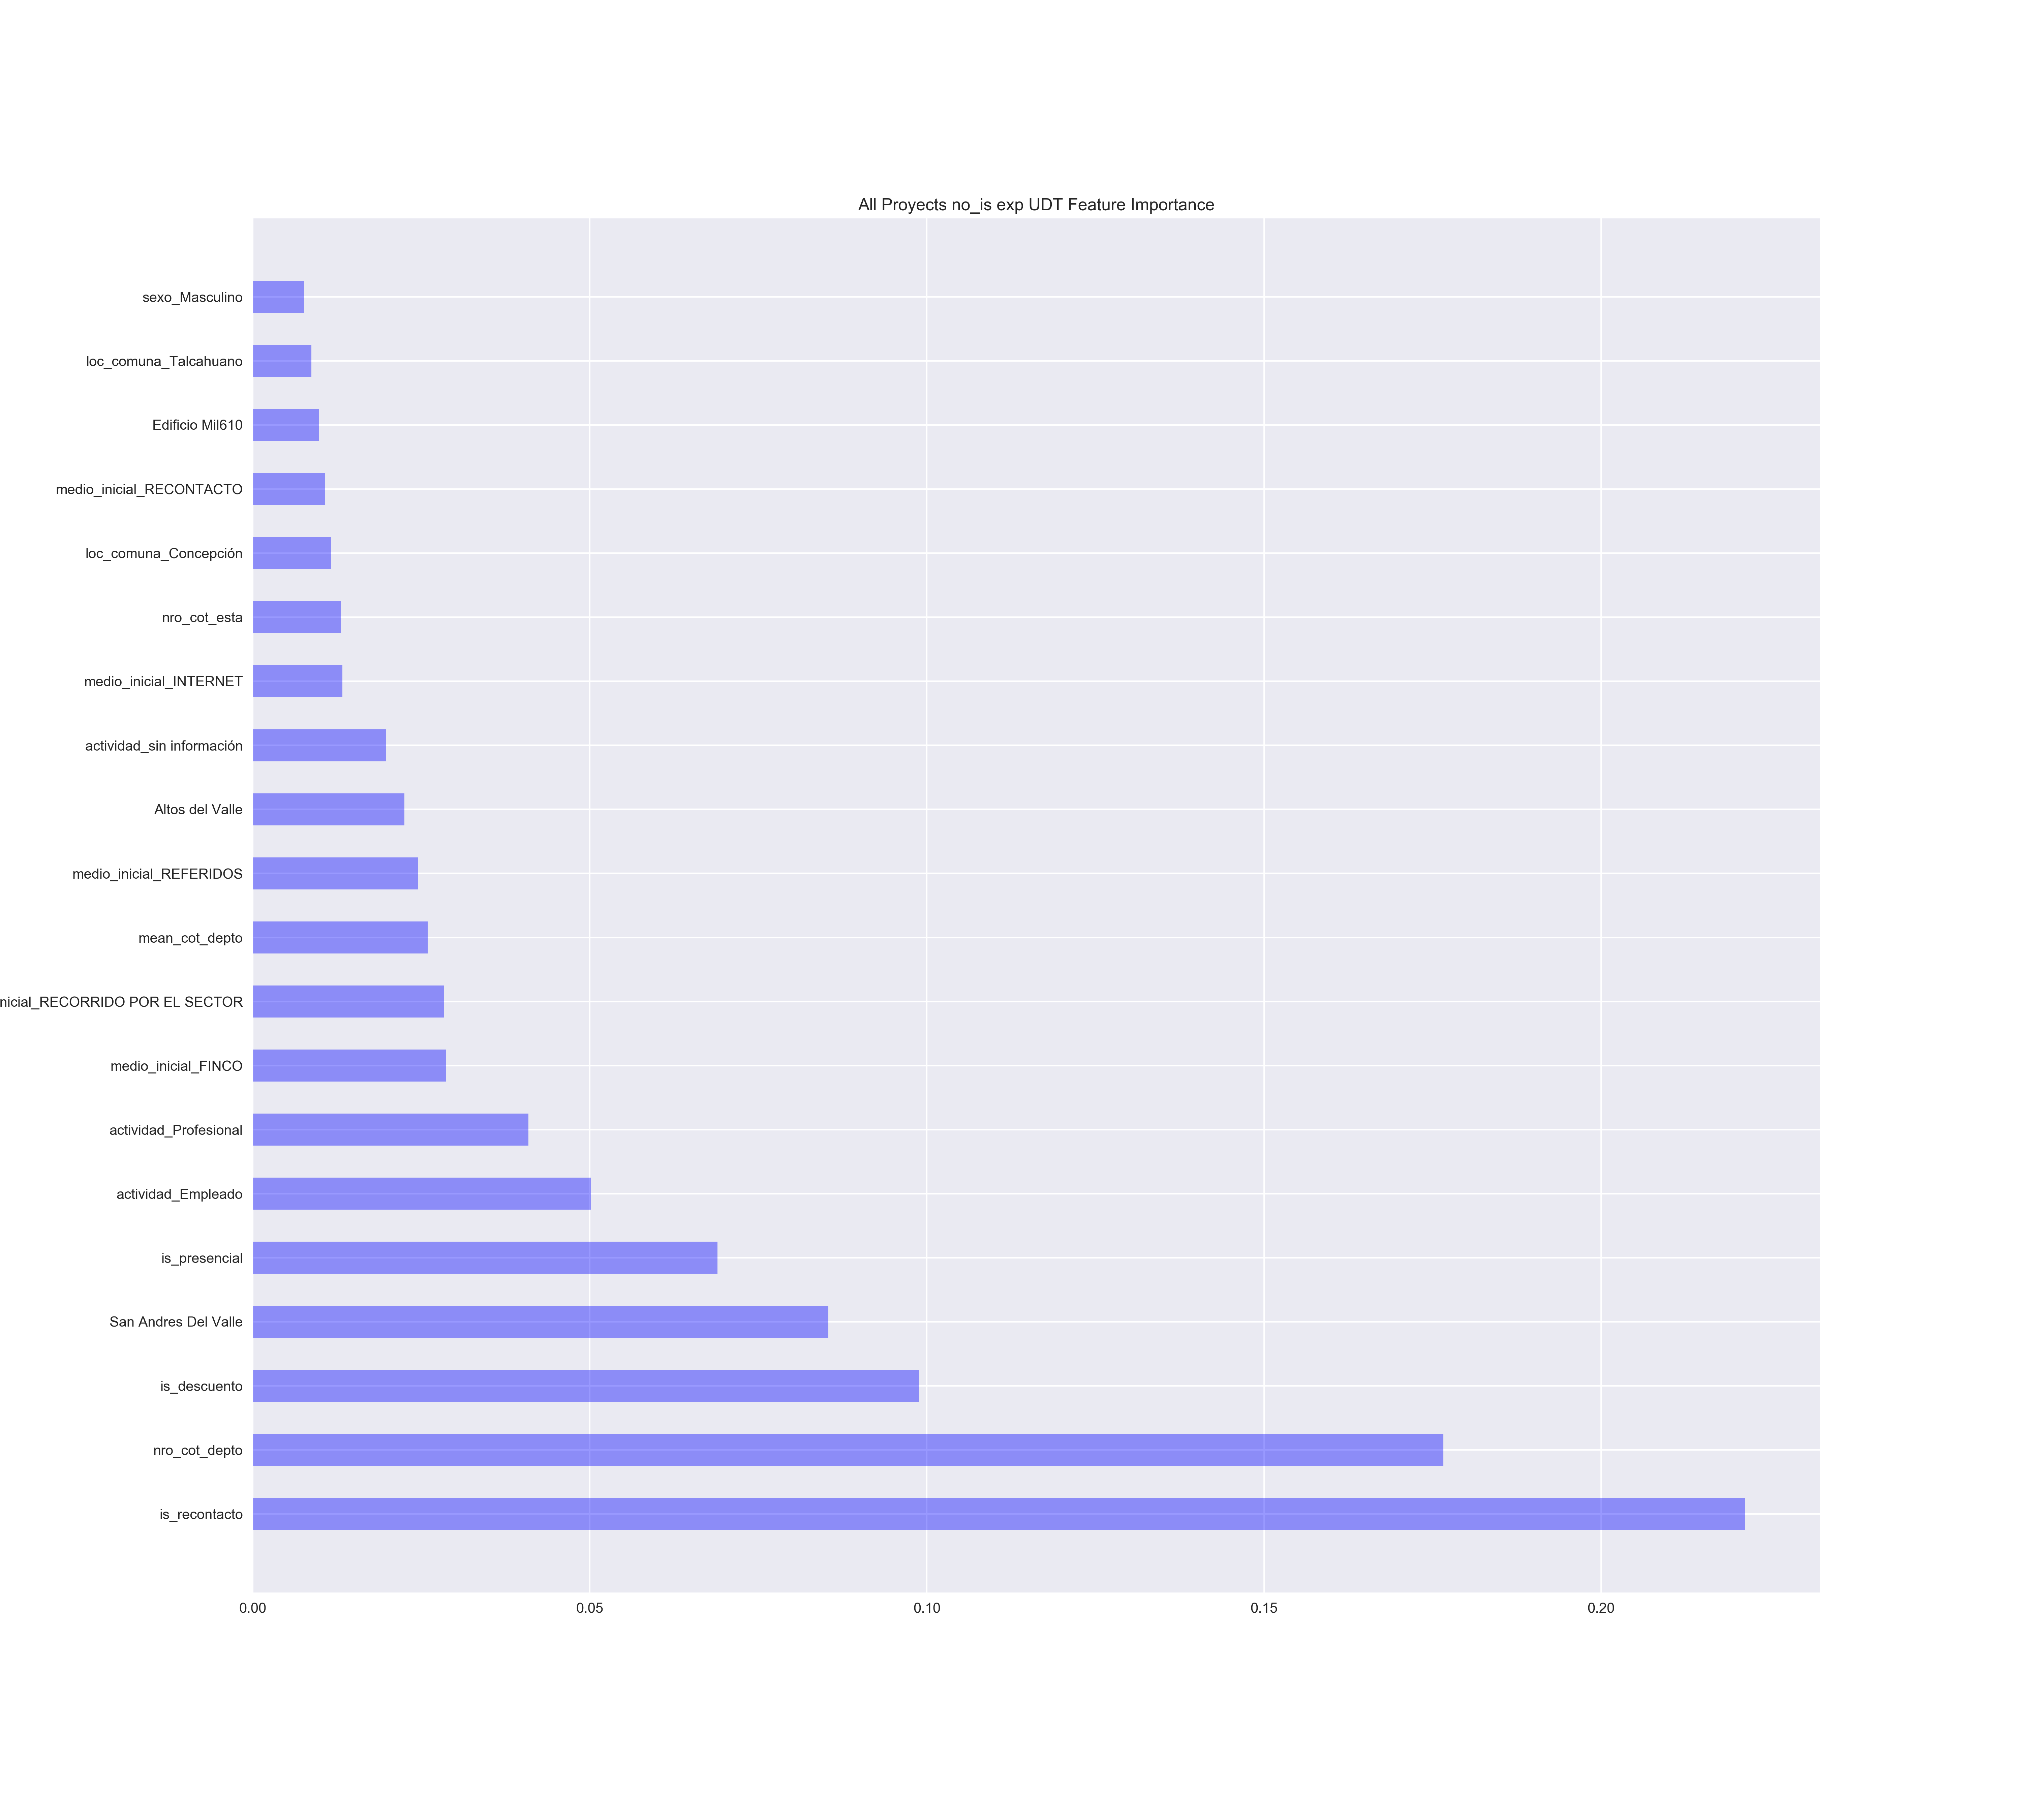 All Proyects no_is exp UDT Feature Importance
sexo_Masculino
loc_comuna_Talcahuano
Edificio Mil610
medio_inicial_RECONTACTO
loc_comuna_Concepción
nro_cot_esta
medio_inicial_INTERNET
actividad_sin información
Altos del Valle
medio_inicial_REFERIDOS
mean_cot_depto
nicial_RECORRIDO POR EL SECTOR
medio_inicial_FINCO
actividad_Profesional
actividad_Empleado
is_presencial
San Andres Del Valle
is_descuento
nro_cot_depto
is_recontacto
0.00 0.05 0.10 0.15 0.20